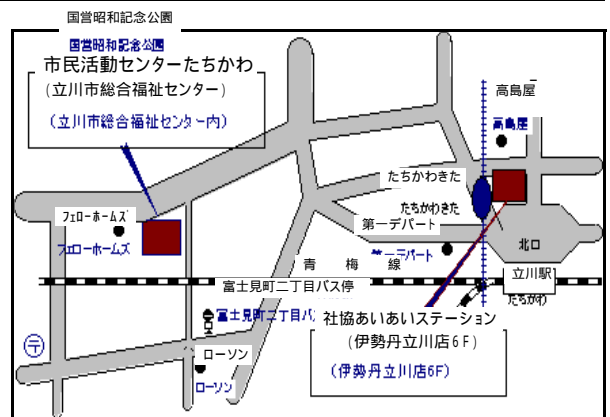 国営昭和記念公園
国営昭和記念公園
市民活動センターたちかわ
(立川市総合福祉センター)
(立川市総合福祉センター内)
高島屋
高島屋
たちかわきた
たちかわきた
フェローホームズ
フェローホームズ
第一デパート
デパート
北口
青梅線
立川駅
たちかわ
富士見町二丁目バス停
富士見町二丁目バ
社協あいあいステーション
(伊勢丹立川店6F)
(伊勢丹立川店6F)
〒
ローソン
ローソン